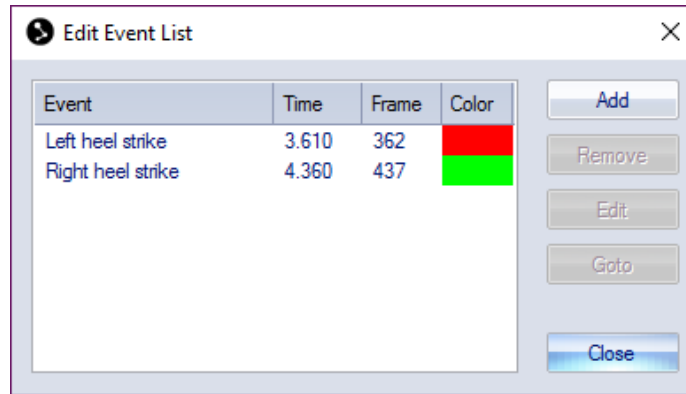 Edit Event List
Event Time Frame Color
Left heel strike 3.610 362
Right heel strike 4.360 437
Add
Remove
Edit
Goto
Close